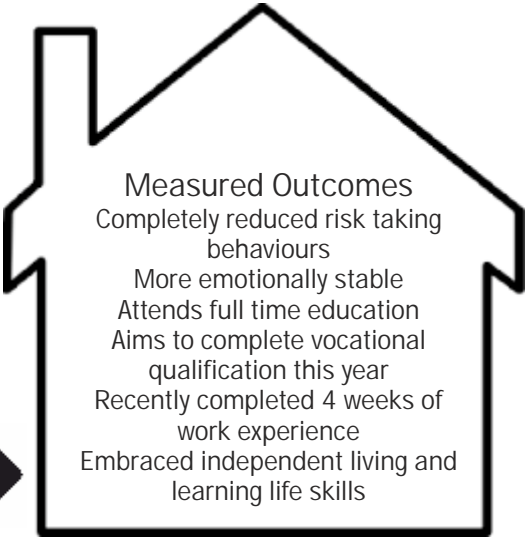 Measured Outcomes
Completely reduced risk taking
behaviours
More emotionally stable
Attends full time education
Aims to complete vocational
qualification this year
Recently completed 4 weeks of
work experience
Embraced independent living and
learning life skills